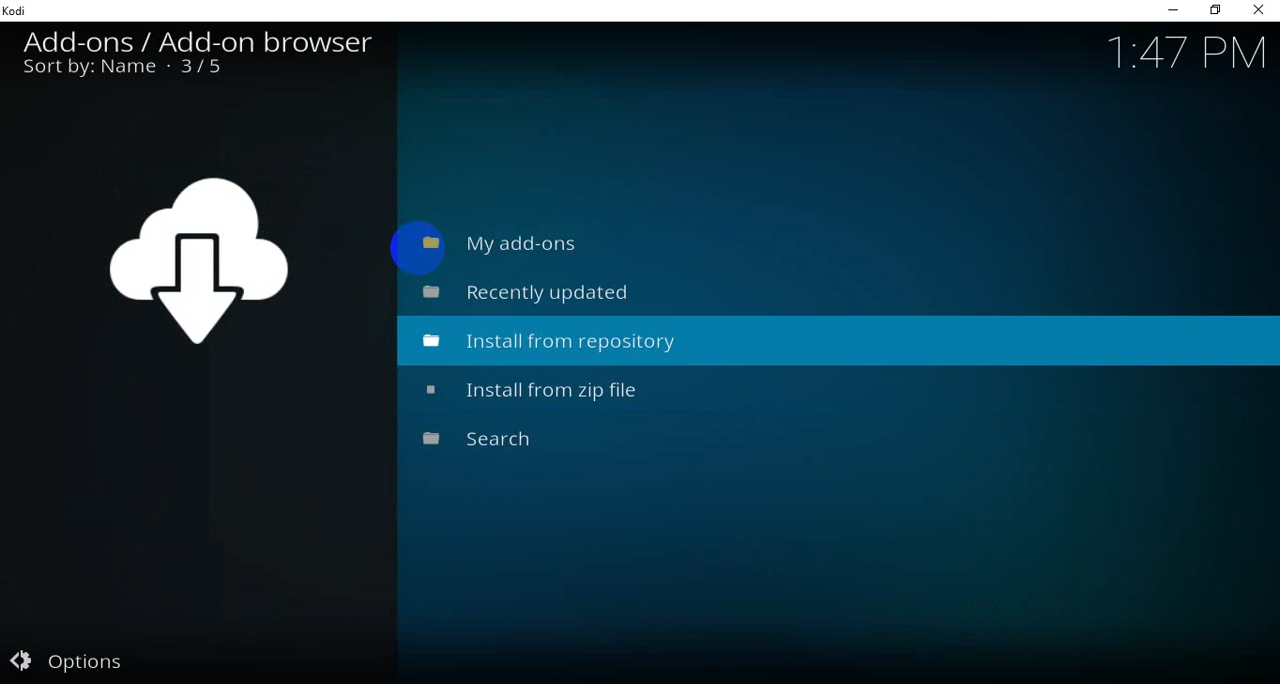 Kodi
Add-ons / Add-on browser
Sort by: Name · 3 / 5
1:47 PM
My add-ons
Recently updated
Install from repository
Install from zip file
Search
Options